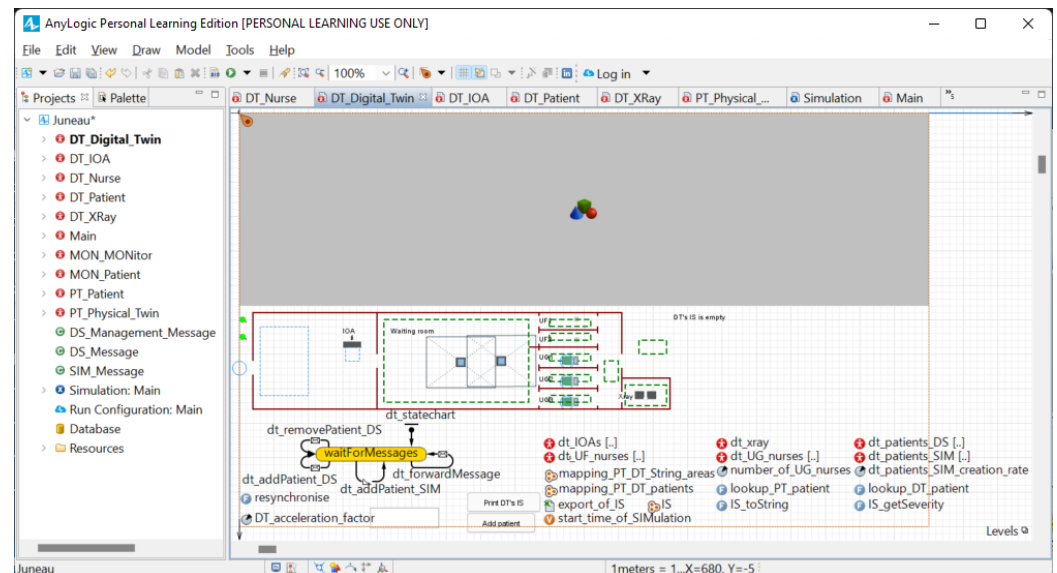 AnyLogic Personal Learning Edition [PERSONAL LEARNING USE ONLY]
File Edit View Draw Model Tools Help
100% Log in
Projects Palette DT_Nurse DT_Digital_Twin DT_IOA DT_Patient DT_XRay PT_Physical_... Simulation Main »5
Juneau*
DT_Digital_Twin
DT_IOA
DT_Nurse
DT_Patient
DT_XRay
Main
MON_MONitor
MON_Patient
PT_Patient
PT_Physical_Twin
DS_Management_Message
DS_Message
SIM_Message
Simulation: Main
Run Configuration: Main
Database
Resources
DT's IS is empty
IOA Waiting room
Xray
dt_statechart
dt_removePatient_DS
waitForMessages
dt_addPatient_DS dt_forwardMessage
dt_addPatient_SIM
resynchronise
DT_acceleration_factor
Print DT's IS
Add patient
dt_IOAs [..] dt_xray dt_patients_DS [..]
dt_UF_nurses [..] dt_UG_nurses [..] dt_patients_SIM [..]
mapping_PT_DT_String_areas number_of_UG_nurses dt_patients_SIM_creation_rate
mapping_PT_DT_patients lookup_PT_patient lookup_DT_patient
export_of_IS IS IS_toString IS_getSeverity
start_time_of_SIMulation
Levels
Juneau 1meters = 1...X=680, Y=-5